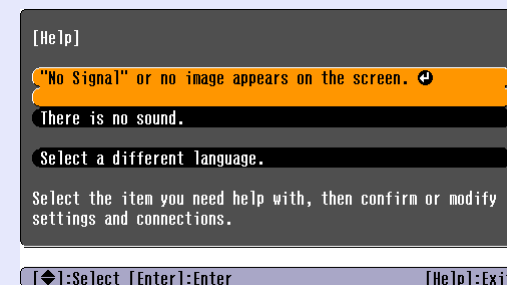 [Help]
"No Signal" or no image appears on the screen.
There is no sound.
Select a different language.
Select the item you need help with, then confirm or modify
settings and connections.
[◆]:Select [Enter]:Enter [Help]:Exit